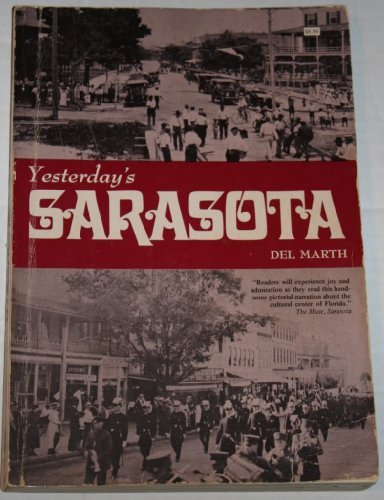 Yesterday's
SARASOTA
DEL MARTH
"Readers will experience joy and
admiration as they read this hand-
some pictorial narration about the
cultural center of Florida."
The Muse, Sarasota